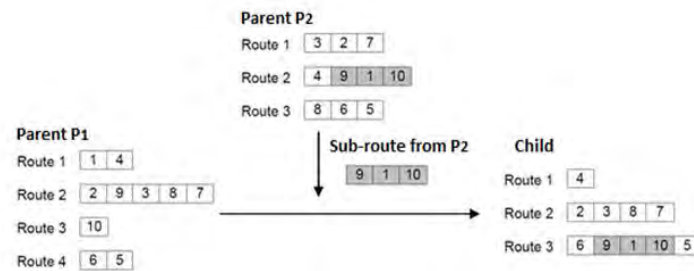 Parent P2
Route 1 3 2 7
Route 2 4 9 1 10
Route 3 8 6 5
Parent P1
Route 1 1 4
Route 2 2 9 3 8 7
Route 3 10
Route 4 6 5
Sub-route from P2
9 1 10
Child
Route 1 4
Route 2 2 3 8 7
Route 3 6 9 1 10 5